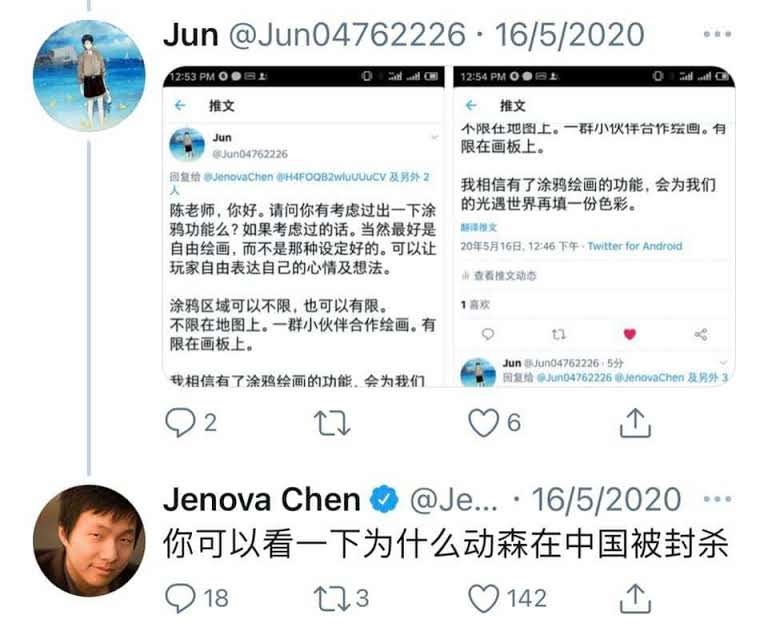 Jun @Jun04762226 · 16/5/2020
12:53 PM
推文
Jun
@Jun04762226
回复给 @JenovaChen @H4FOQB2wIuUUuCV 及另外 2
人
陈老师，你好。请问你有考虑过出一下涂
鸦功能么？如果考虑过的话。当然最好是
自由绘画，而不是那种设定好的。可以让
玩家自由表达自己的心情及想法。
涂鸦区域可以不限，也可以有限。
不限在地图上。一群小伙伴合作绘画。有
限在画板上。
我相信有了涂鸦绘画的功能，会为我们
12:54 PM
推文
不限在地图上。一群小伙伴合作绘画。有
限在画板上。
我相信有了涂鸦绘画的功能，会为我们
的光遇世界再填一份色彩。
翻译推文
20年5月16日, 12:46 下午 · Twitter for Android
查看推文动态
1 喜欢
Jun @Jun04762226 · 5分
回复给 @Jun04762226 @JenovaChen 及另外 3
2 6
Jenova Chen @Je... · 16/5/2020
你可以看一下为什么动森在中国被封杀
18 3 142